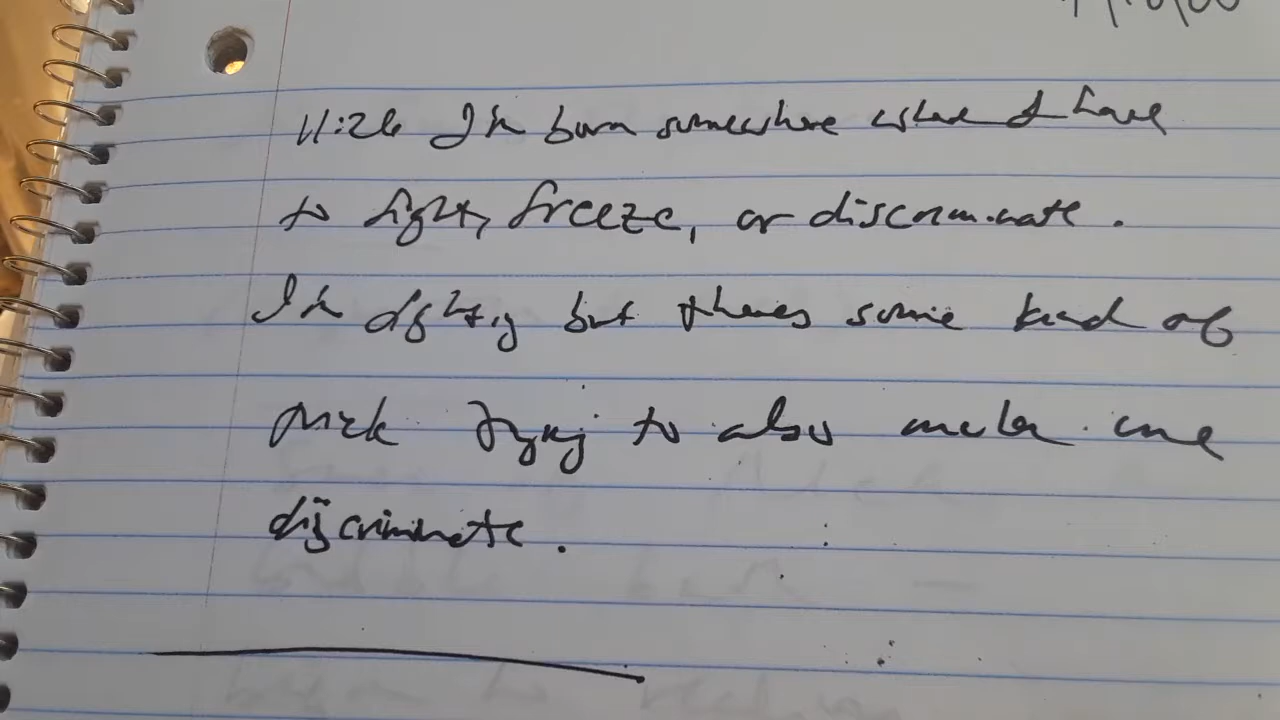 11:26 I'm born somewhere where I have
to fight, freeze, or discriminate.
I'm fighting but theres some kind of
trying to also make me
discriminate.